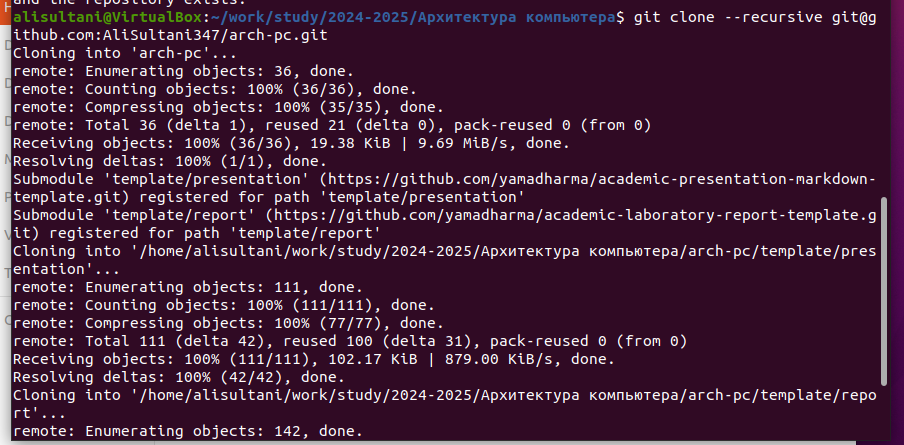 and the repository exists.
alisultani@VirtualBox:~/work/study/2024-2025/Архитектура компьютера$ git clone --recursive git@g
ithub.com:AliSultani347/arch-pc.git
Cloning into 'arch-pc'...
remote: Enumerating objects: 36, done.
remote: Counting objects: 100% (36/36), done.
remote: Compressing objects: 100% (35/35), done.
remote: Total 36 (delta 1), reused 21 (delta 0), pack-reused 0 (from 0)
Receiving objects: 100% (36/36), 19.38 KiB | 9.69 MiB/s, done.
Resolving deltas: 100% (1/1), done.
Submodule 'template/presentation' (https://github.com/yamadharma/academic-presentation-markdown-
template.git) registered for path 'template/presentation'
Submodule 'template/report' (https://github.com/yamadharma/academic-laboratory-report-template.g
it) registered for path 'template/report'
Cloning into '/home/alisultani/work/study/2024-2025/Архитектура компьютера/arch-pc/template/pres
entation'...
remote: Enumerating objects: 111, done.
remote: Counting objects: 100% (111/111), done.
remote: Compressing objects: 100% (77/77), done.
remote: Total 111 (delta 42), reused 100 (delta 31), pack-reused 0 (from 0)
Receiving objects: 100% (111/111), 102.17 KiB | 879.00 KiB/s, done.
Resolving deltas: 100% (42/42), done.
Cloning into '/home/alisultani/work/study/2024-2025/Архитектура компьютера/arch-pc/template/repo
rt'...
remote: Enumerating objects: 142, done.